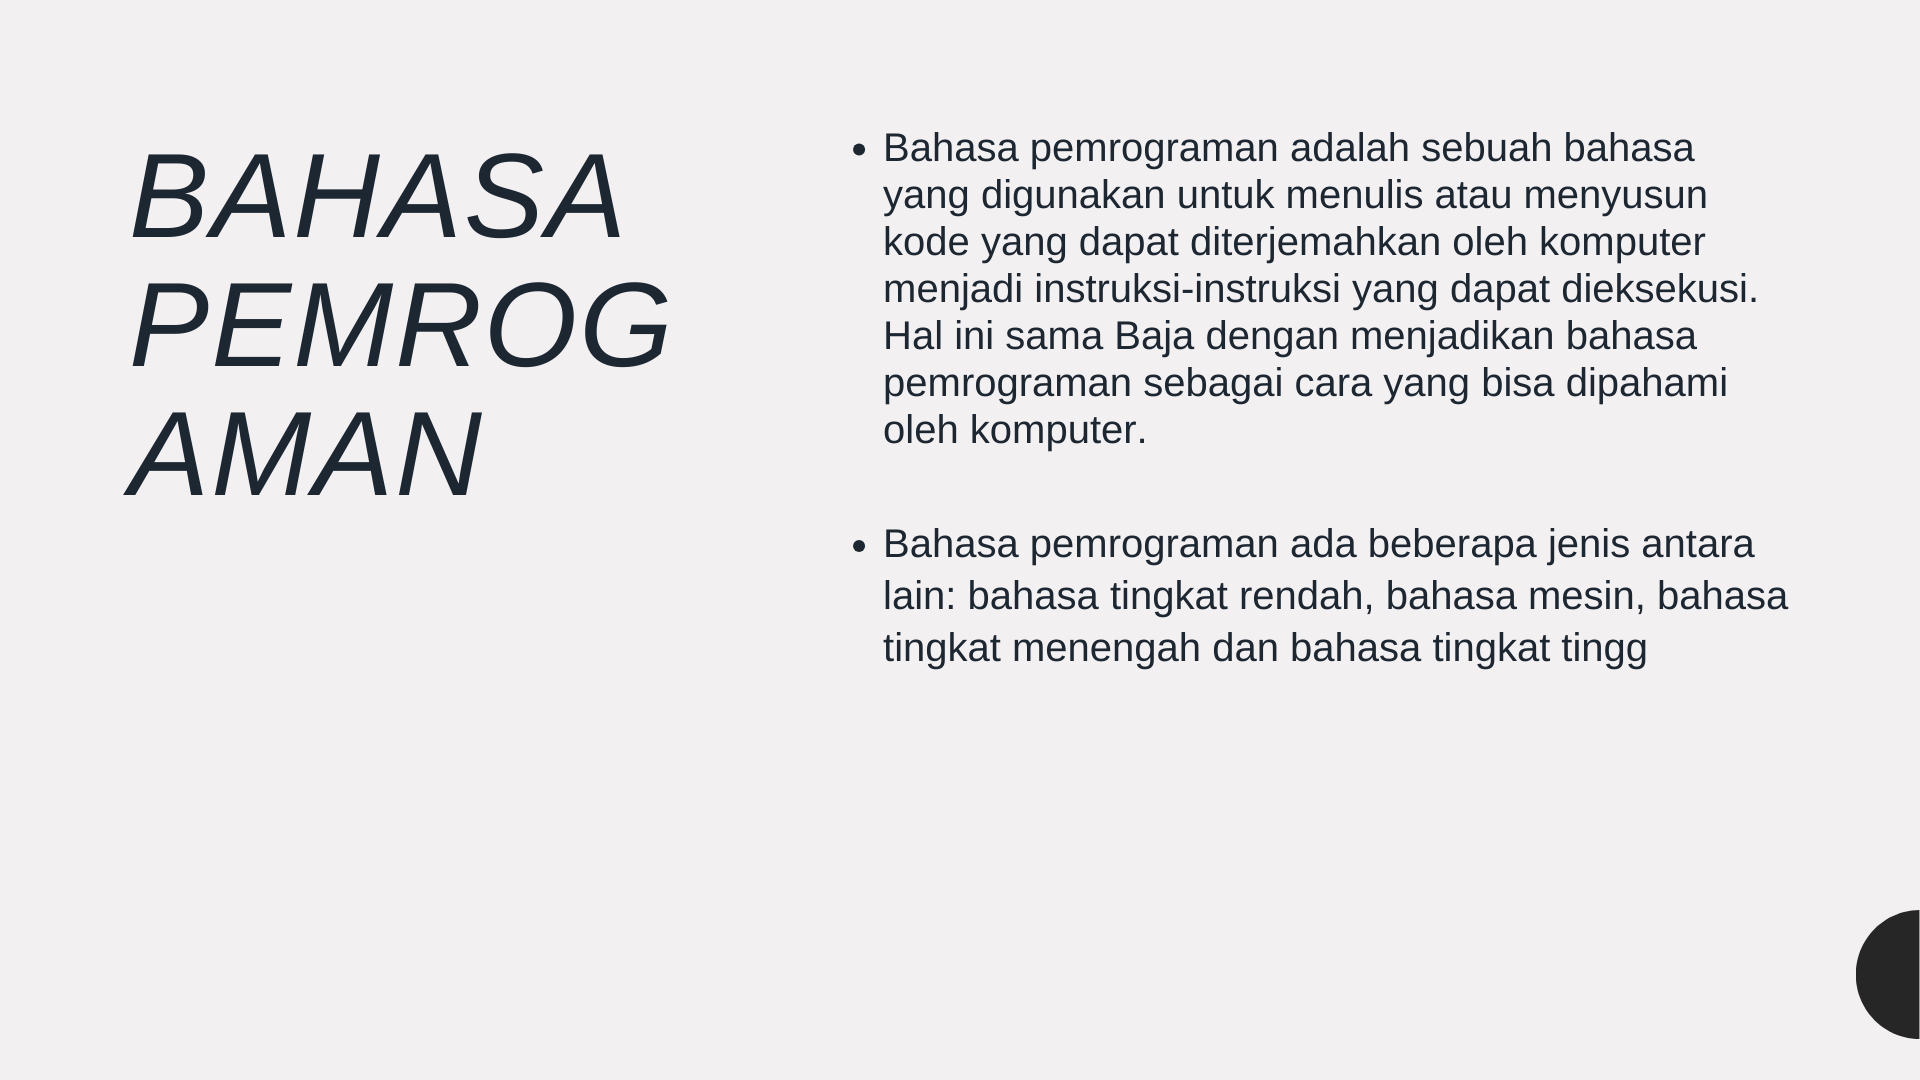 BAHASA
PEMROG
AMAN
• Bahasa pemrograman adalah sebuah bahasa
yang digunakan untuk menulis atau menyusun
kode yang dapat diterjemahkan oleh komputer
menjadi instruksi-instruksi yang dapat dieksekusi.
Hal ini sama Baja dengan menjadikan bahasa
pemrograman sebagai cara yang bisa dipahami
oleh komputer.
• Bahasa pemrograman ada beberapa jenis antara
lain: bahasa tingkat rendah, bahasa mesin, bahasa
tingkat menengah dan bahasa tingkat tingg